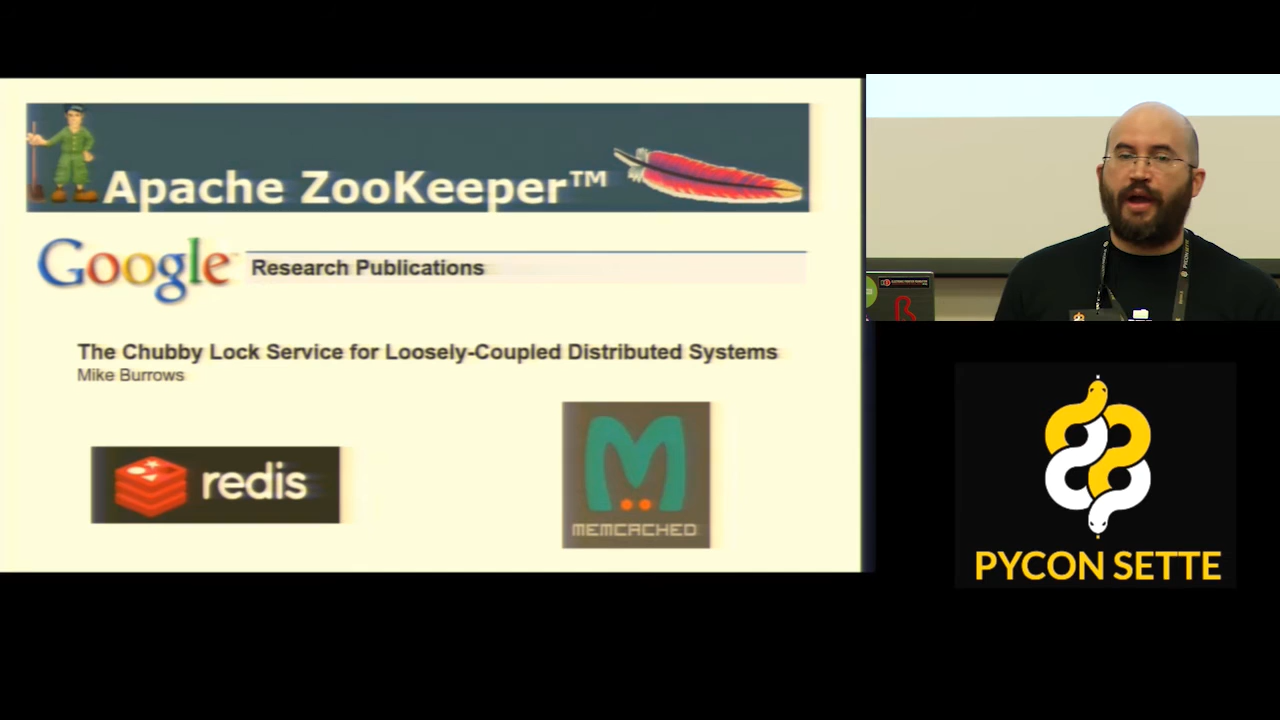 Apache ZooKeeper™
Google
Research Publications
The Chubby Lock Service for Loosely-Coupled Distributed Systems
Mike Burrows
redis
MEMCACHED
PYCON SETTE